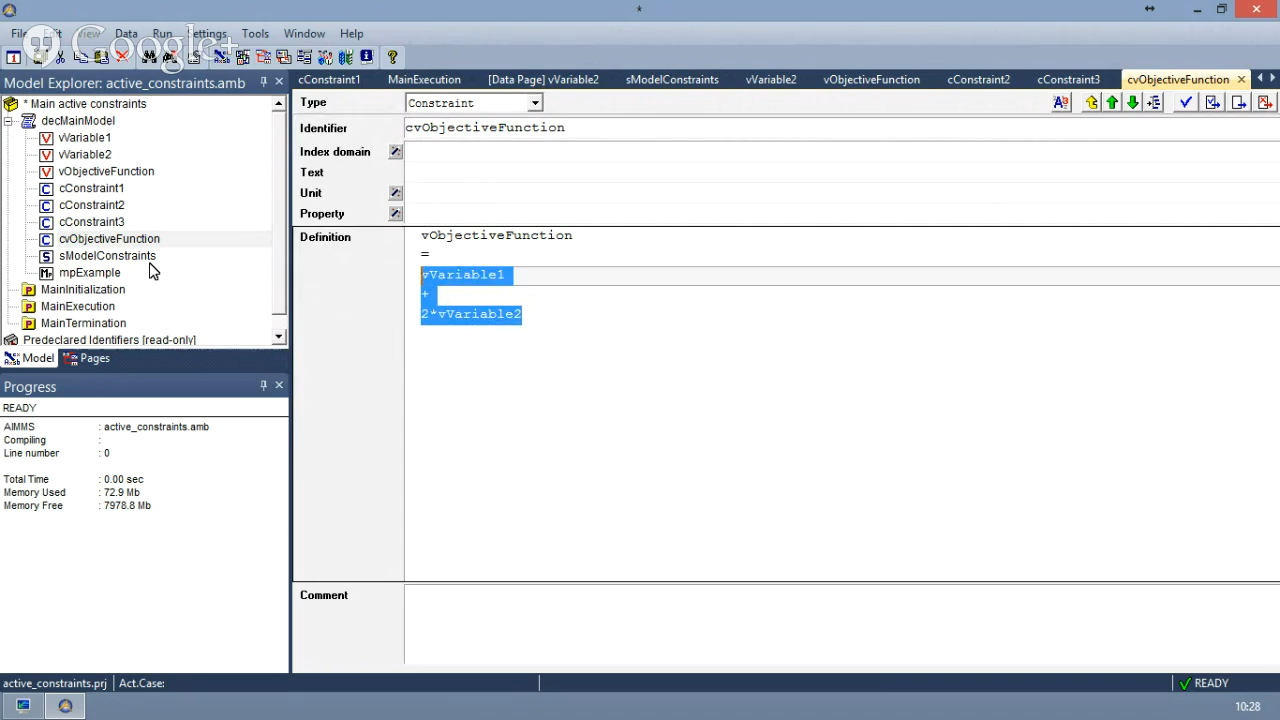 *
File Edit View Data Run Settings Tools Window Help
Google+
Model Explorer: active_constraints.amb
* Main active constraints
decMainModel
V vVariable1
V vVariable2
V vObjectiveFunction
C cConstraint1
C cConstraint2
C cConstraint3
C cvObjectiveFunction
S sModelConstraints
MP mpExample
P MainInitialization
P MainExecution
P MainTermination
Predeclared Identifiers [read-only]
Model Pages
Progress
READY
AIMMS : active_constraints.amb
Compiling :
Line number : 0
Total Time : 0.00 sec
Memory Used : 72.9 Mb
Memory Free : 7978.8 Mb
cConstraint1 MainExecution [Data Page] vVariable2 sModelConstraints vVariable2 vObjectiveFunction cConstraint2 cConstraint3 cvObjectiveFunction
Type Constraint
Identifier cvObjectiveFunction
Index domain
Text
Unit
Property
Definition vObjectiveFunction
=
vVariable1
+
2*vVariable2
Comment
active_constraints.prj Act.Case: READY
10:28